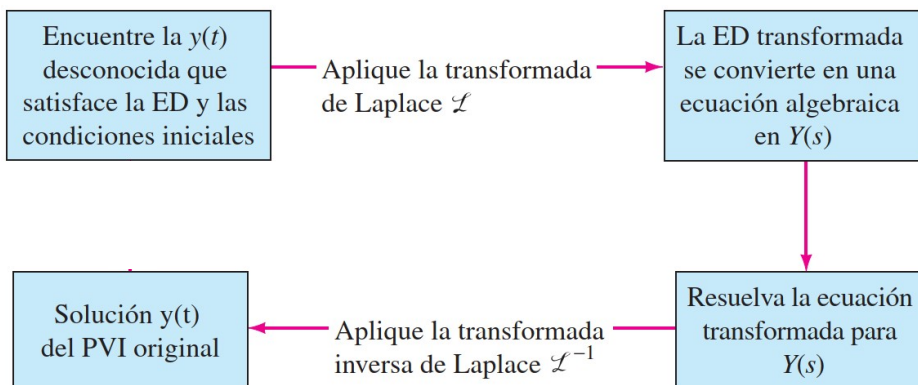 Encuentre la y(t)
desconocida que
satisface la ED y las
condiciones iniciales
Aplique la transformada
de Laplace ℒ
La ED transformada
se convierte en una
ecuación algebraica
en Y(s)
Resuelva la ecuación
transformada para
Y(s)
Aplique la transformada
inversa de Laplace ℒ⁻¹
Solución y(t)
del PVI original